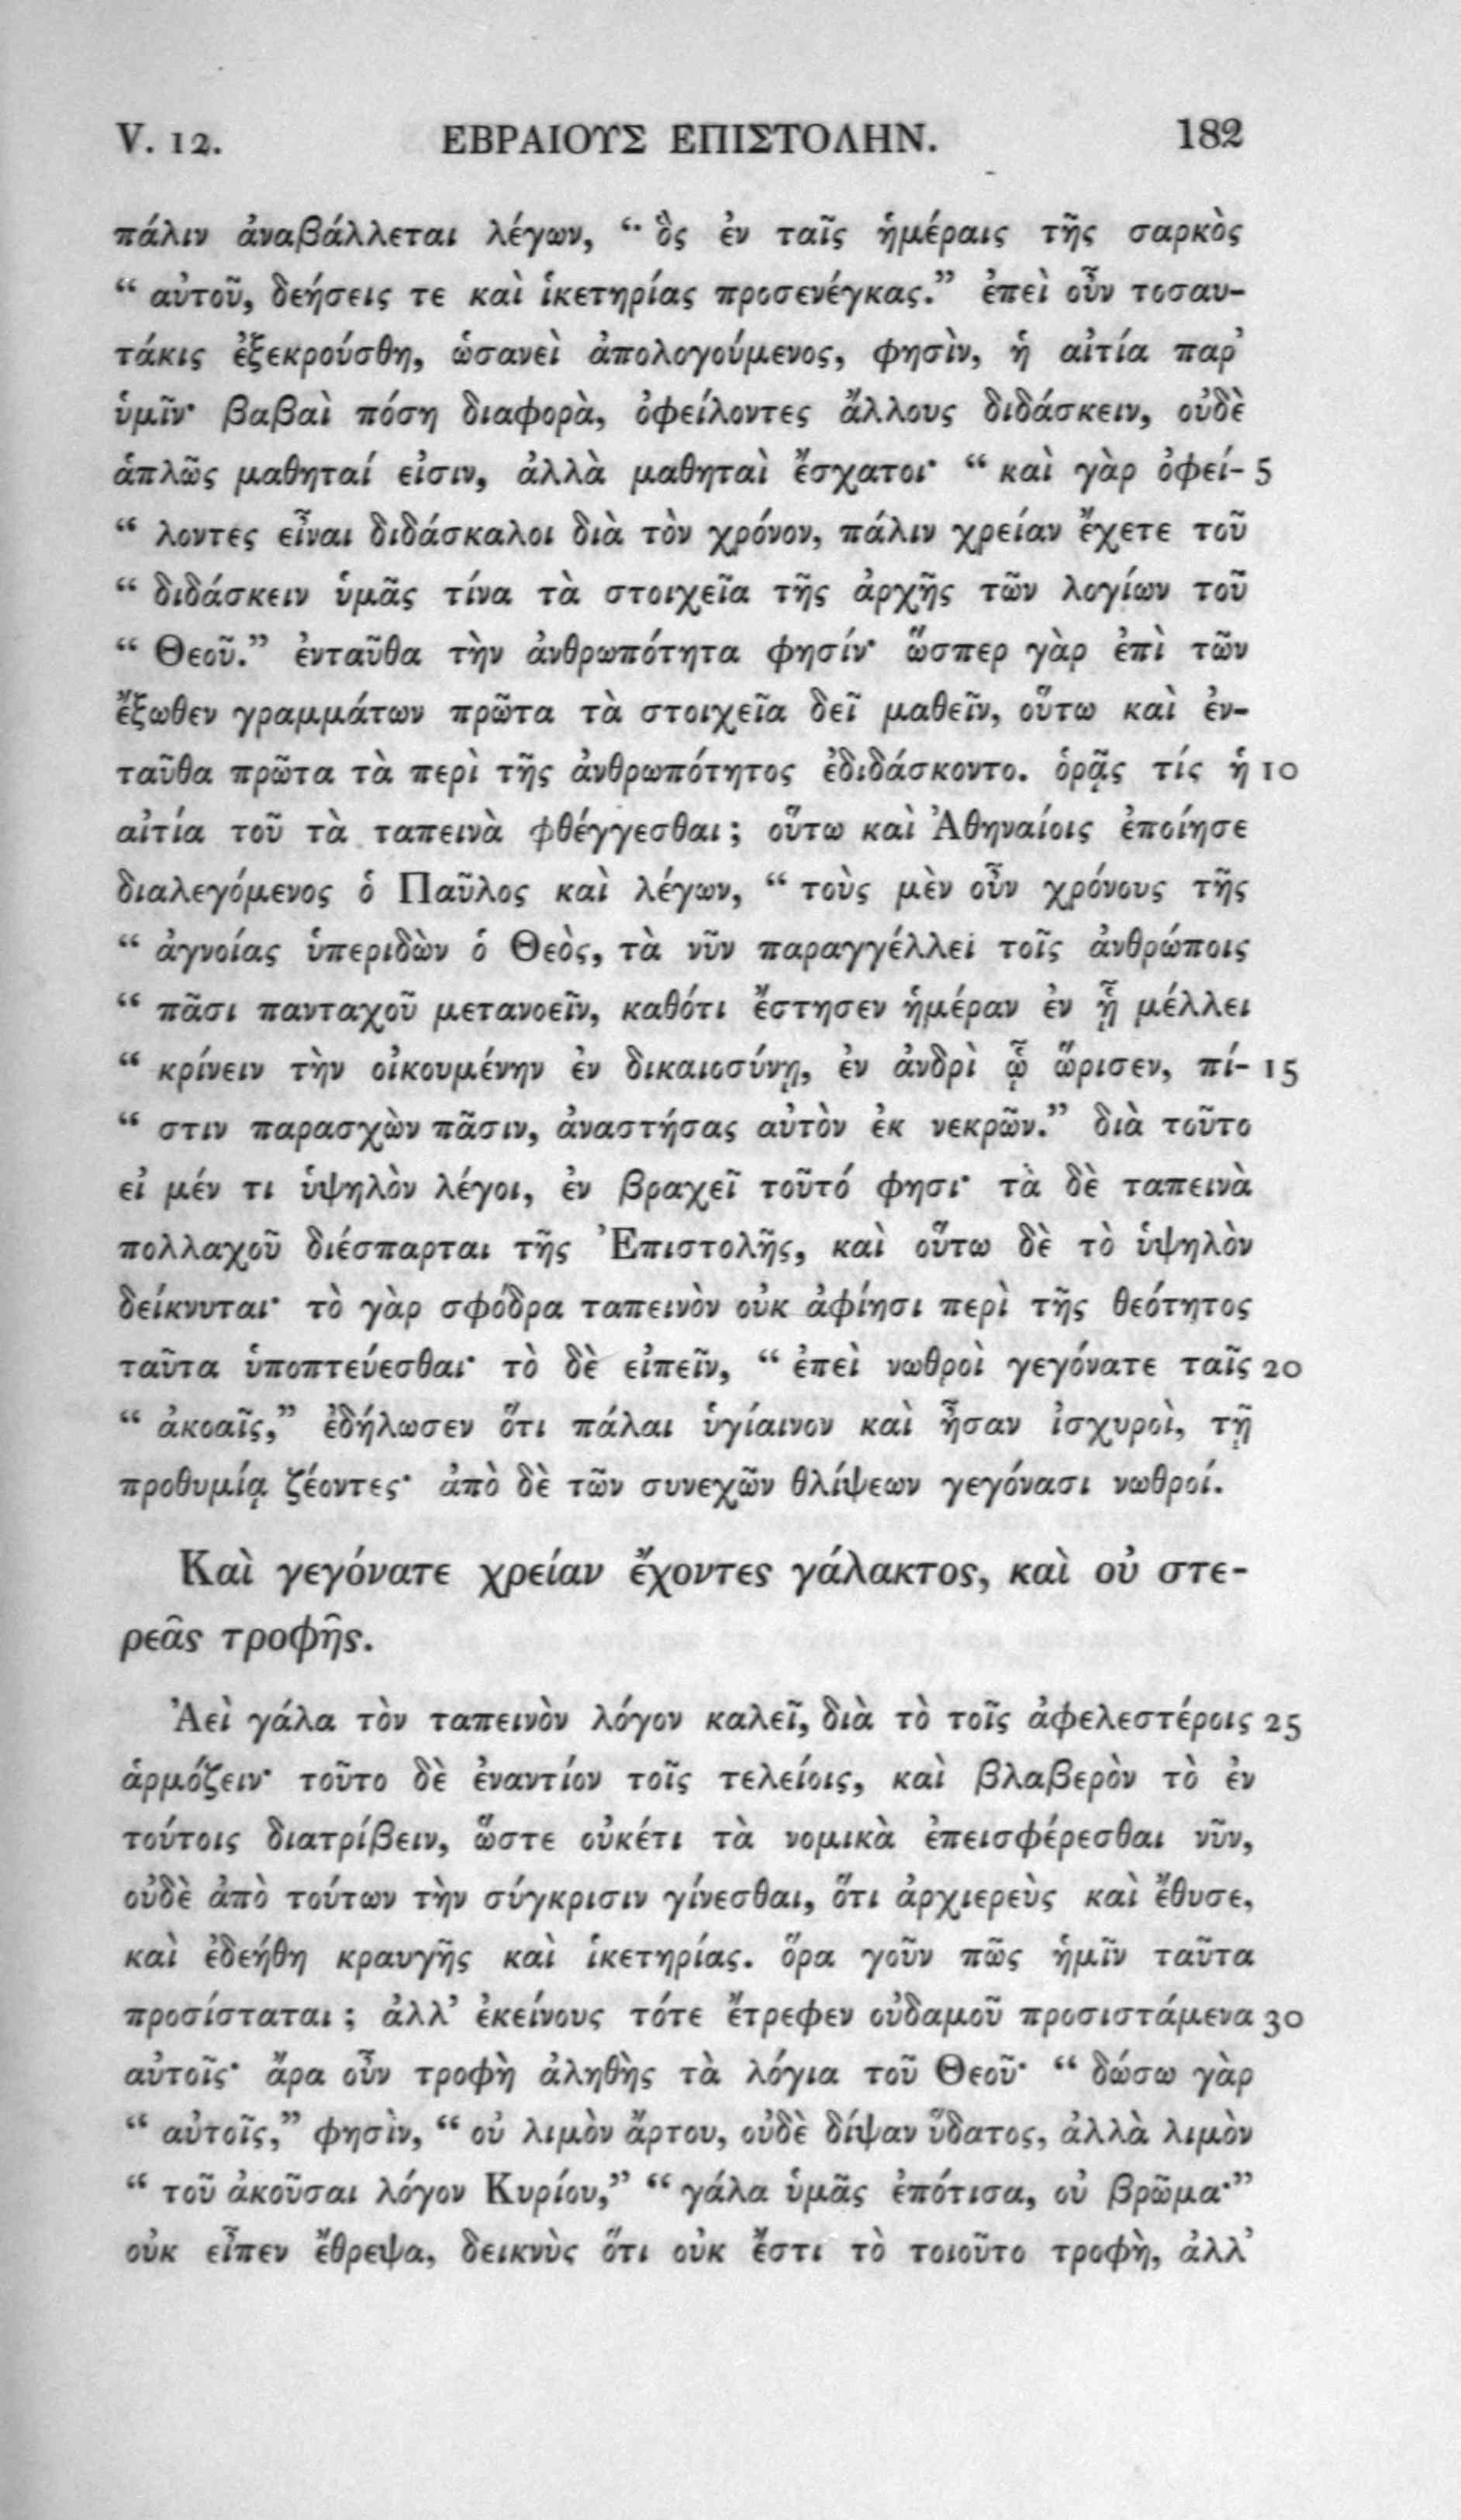 V. 12. ΕΒΡΑΙΟΥΣ ΕΠΙΣΤΟΛΗΝ. 182
πάλιν ἀναβάλλεται λέγων, “ ὃς ἐν ταῖς ἡμέραις τῆς σαρκὸς
“ αὐτοῦ, δεήσεις τε καὶ ἱκετηρίας προσενέγκας.” ἐπεὶ οὖν τοσαυ-
τάκις ἐξεκρούσθη, ὡσανεὶ ἀπολογούμενος, φησὶν, ἡ αἰτία παρ’
ὑμῖν· βαβαὶ πόση διαφορὰ, ὀφείλοντες ἄλλους διδάσκειν, οὐδὲ
ἁπλῶς μαθηταί εἰσιν, ἀλλὰ μαθηταὶ ἔσχατοι· “ καὶ γὰρ ὀφεί- 5
“ λοντες εἶναι διδάσκαλοι διὰ τὸν χρόνον, πάλιν χρείαν ἔχετε τοῦ
“ διδάσκειν ὑμᾶς τίνα τὰ στοιχεῖα τῆς ἀρχῆς τῶν λογίων τοῦ
“ Θεοῦ.” ἐνταῦθα τὴν ἀνθρωπότητα φησίν· ὥσπερ γὰρ ἐπὶ τῶν
ἔξωθεν γραμμάτων πρῶτα τὰ στοιχεῖα δεῖ μαθεῖν, οὕτω καὶ ἐν-
ταῦθα πρῶτα τὰ περὶ τῆς ἀνθρωπότητος ἐδιδάσκοντο. ὁρᾷς τίς ἡ 10
αἰτία τοῦ τὰ ταπεινὰ φθέγγεσθαι; οὕτω καὶ Ἀθηναίοις ἐποίησε
διαλεγόμενος ὁ Παῦλος καὶ λέγων, “ τοὺς μὲν οὖν χρόνους τῆς
“ ἀγνοίας ὑπεριδὼν ὁ Θεὸς, τὰ νῦν παραγγέλλει τοῖς ἀνθρώποις
“ πᾶσι πανταχοῦ μετανοεῖν, καθότι ἔστησεν ἡμέραν ἐν ᾗ μέλλει
“ κρίνειν τὴν οἰκουμένην ἐν δικαιοσύνῃ, ἐν ἀνδρὶ ᾧ ὥρισεν, πί- 15
“ στιν παρασχὼν πᾶσιν, ἀναστήσας αὐτὸν ἐκ νεκρῶν.” διὰ τοῦτο
εἰ μέν τι ὑψηλὸν λέγοι, ἐν βραχεῖ τοῦτό φησι· τὰ δὲ ταπεινὰ
πολλαχοῦ διέσπαρται τῆς Ἐπιστολῆς, καὶ οὕτω δὲ τὸ ὑψηλὸν
δείκνυται· τὸ γὰρ σφόδρα ταπεινὸν οὐκ ἀφίησι περὶ τῆς θεότητος
ταῦτα ὑποπτεύεσθαι· τὸ δὲ εἰπεῖν, “ ἐπεὶ νωθροὶ γεγόνατε ταῖς 20
“ ἀκοαῖς,” ἐδήλωσεν ὅτι πάλαι ὑγίαινον καὶ ἦσαν ἰσχυροὶ, τῇ
προθυμίᾳ ζέοντες· ἀπὸ δὲ τῶν συνεχῶν θλίψεων γεγόνασι νωθροί.
Καὶ γεγόνατε χρείαν ἔχοντες γάλακτος, καὶ οὐ στε-
ρεᾶς τροφῆς.
Ἀεὶ γάλα τὸν ταπεινὸν λόγον καλεῖ, διὰ τὸ τοῖς ἀφελεστέροις 25
ἁρμόζειν· τοῦτο δὲ ἐναντίον τοῖς τελείοις, καὶ βλαβερὸν τὸ ἐν
τούτοις διατρίβειν, ὥστε οὐκέτι τὰ νομικὰ ἐπεισφέρεσθαι νῦν,
οὐδὲ ἀπὸ τούτων τὴν σύγκρισιν γίνεσθαι, ὅτι ἀρχιερεὺς καὶ ἔθυσε,
καὶ ἐδεήθη κραυγῆς καὶ ἱκετηρίας. ὅρα γοῦν πῶς ἡμῖν ταῦτα
προσίσταται; ἀλλ’ ἐκείνους τότε ἔτρεφεν οὐδαμοῦ προσιστάμενα 30
αὐτοῖς· ἄρα οὖν τροφὴ ἀληθὴς τὰ λόγια τοῦ Θεοῦ· “ δώσω γὰρ
“ αὐτοῖς,” φησὶν, “ οὐ λιμὸν ἄρτου, οὐδὲ δίψαν ὕδατος, ἀλλὰ λιμὸν
“ τοῦ ἀκοῦσαι λόγον Κυρίου,” “ γάλα ὑμᾶς ἐπότισα, οὐ βρῶμα·”
οὐκ εἶπεν ἔθρεψα, δεικνὺς ὅτι οὐκ ἔστι τὸ τοιοῦτο τροφὴ, ἀλλ’